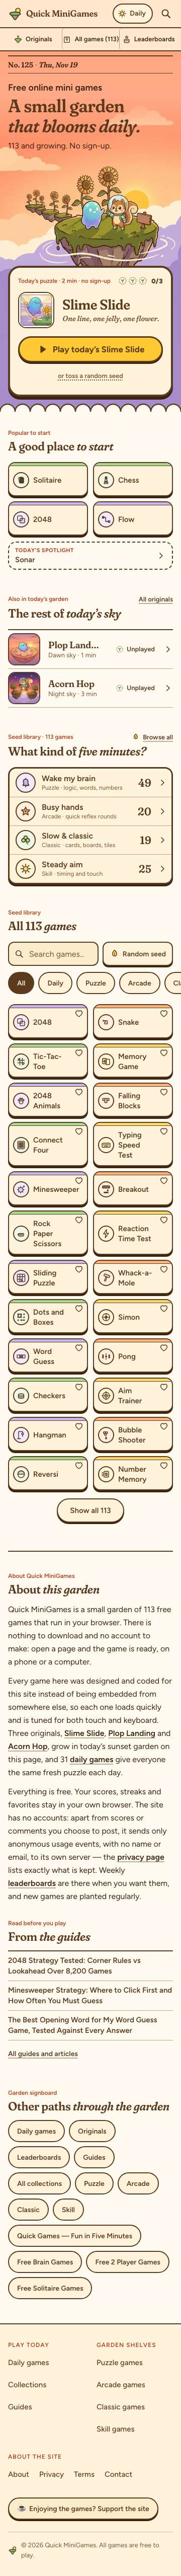 Quick MiniGames
Daily
Originals
All games (113)
Leaderboards
No. 125 · Thu, Nov 19
Free online mini games
A small garden
that blooms daily.
113 and growing. No sign-up.
Today's puzzle · 2 min · no sign-up
0/3
Slime Slide
One line, one jelly, one flower.
Play today's Slime Slide
or toss a random seed
Popular to start
A good place to start
Solitaire
Chess
2048
Flow
TODAY'S SPOTLIGHT
Sonar
Also in today's garden
All originals
The rest of today's sky
Plop Land...
Dawn sky · 1 min
Unplayed
Acorn Hop
Night sky · 3 min
Unplayed
Seed library · 113 games
Browse all
What kind of five minutes?
Wake my brain
Puzzle · logic, words, numbers
49
Busy hands
Arcade · quick reflex rounds
20
Slow & classic
Classic · cards, boards, tiles
19
Steady aim
Skill · timing and touch
25
Seed library
All 113 games
Search games...
Random seed
All
Daily
Puzzle
Arcade
Cla
2048
Snake
Tic-Tac-
Toe
Memory
Game
2048
Animals
Falling
Blocks
Connect
Four
Typing
Speed
Test
Minesweeper
Breakout
Rock
Paper
Scissors
Reaction
Time Test
Sliding
Puzzle
Whack-a-
Mole
Dots and
Boxes
Simon
Word
Guess
Pong
Checkers
Aim
Trainer
Hangman
Bubble
Shooter
Reversi
Number
Memory
Show all 113
About Quick MiniGames
About this garden
Quick MiniGames is a small garden of 113 free
games that run in your browser. There is
nothing to download and no account to
make: open a page and the game is ready, on
a phone or a computer.
Every game here was designed and coded for
this site instead of being embedded from
somewhere else, so each one loads quickly
and is tuned for both touch and keyboard.
Three originals, Slime Slide, Plop Landing and
Acorn Hop, grow in today's sunset garden on
this page, and 31 daily games give everyone
the same fresh puzzle each day.
Everything is free. Your scores, streaks and
favorites stay in your own browser. The site
has no accounts: apart from scores or
comments you choose to post, it sends only
anonymous usage events, with no name or
email, to its own server — the privacy page
lists exactly what is kept. Weekly
leaderboards are there when you want them,
and new games are planted regularly.
Read before you play
From the guides
2048 Strategy Tested: Corner Rules vs
Lookahead Over 8,200 Games
Minesweeper Strategy: Where to Click First and
How Often You Must Guess
The Best Opening Word for My Word Guess
Game, Tested Against Every Answer
All guides and articles
Garden signboard
Other paths through the garden
Daily games
Originals
Leaderboards
Guides
All collections
Puzzle
Arcade
Classic
Skill
Quick Games — Fun in Five Minutes
Free Brain Games
Free 2 Player Games
Free Solitaire Games
PLAY TODAY
GARDEN SHELVES
Daily games
Puzzle games
Collections
Arcade games
Guides
Classic games
Skill games
ABOUT THE SITE
About
Privacy
Terms
Contact
Enjoying the games? Support the site
© 2026 Quick MiniGames. All games are free to
play.